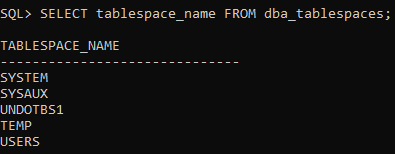 SQL> SELECT tablespace_name FROM dba_tablespaces;
TABLESPACE_NAME
------------------------------
SYSTEM
SYSAUX
UNDOTBS1
TEMP
USERS